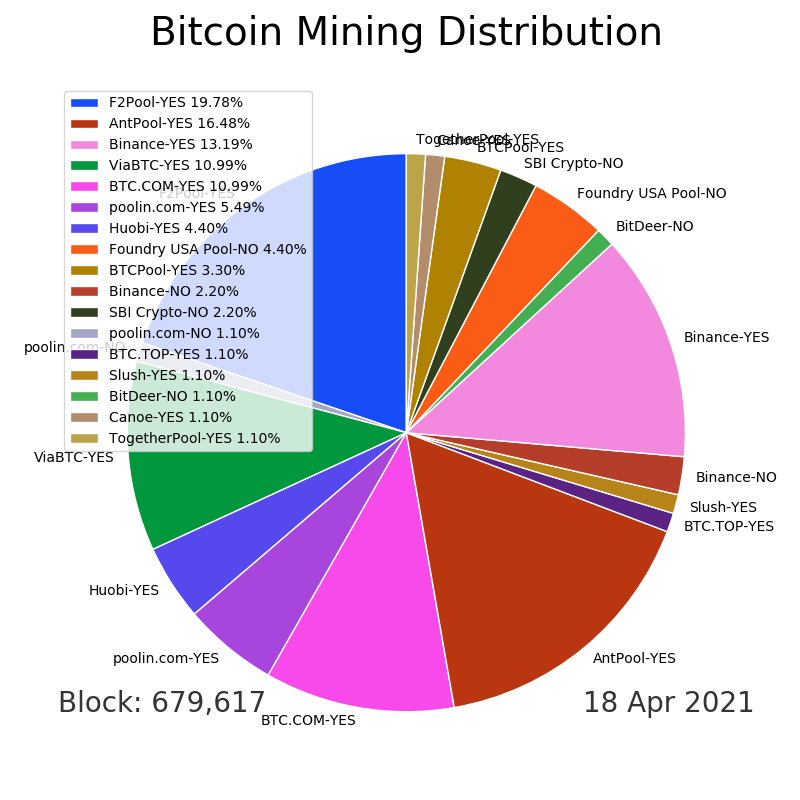 Bitcoin Mining Distribution
F2Pool-YES 19.78%
AntPool-YES 16.48%
Binance-YES 13.19%
ViaBTC-YES 10.99%
BTC.COM-YES 10.99%
poolin.com-YES 5.49%
Huobi-YES 4.40%
Foundry USA Pool-NO 4.40%
BTCPool-YES 3.30%
Binance-NO 2.20%
SBI Crypto-NO 2.20%
poolin.com-NO 1.10%
BTC.TOP-YES 1.10%
Slush-YES 1.10%
BitDeer-NO 1.10%
Canoe-YES 1.10%
TogetherPool-YES 1.10%
TogetherPool-YES
Canoe-YES
BTCPool-YES
SBI Crypto-NO
Foundry USA Pool-NO
BitDeer-NO
Binance-YES
Binance-NO
Slush-YES
BTC.TOP-YES
AntPool-YES
BTC.COM-YES
poolin.com-YES
Huobi-YES
ViaBTC-YES
poolin.com-NO
F2Pool-YES
Block: 679,617
18 Apr 2021